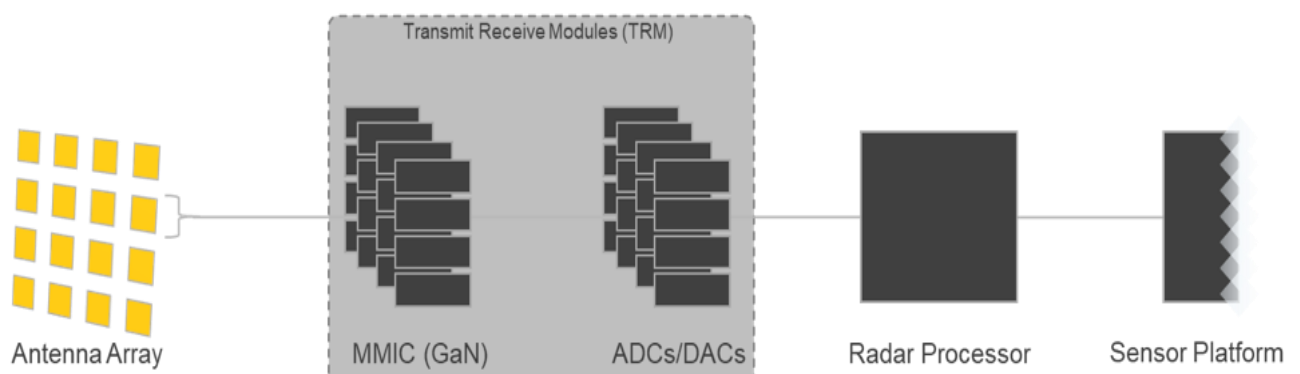 Transmit Receive Modules (TRM)
Antenna Array
MMIC (GaN)
ADCs/DACs
Radar Processor
Sensor Platform